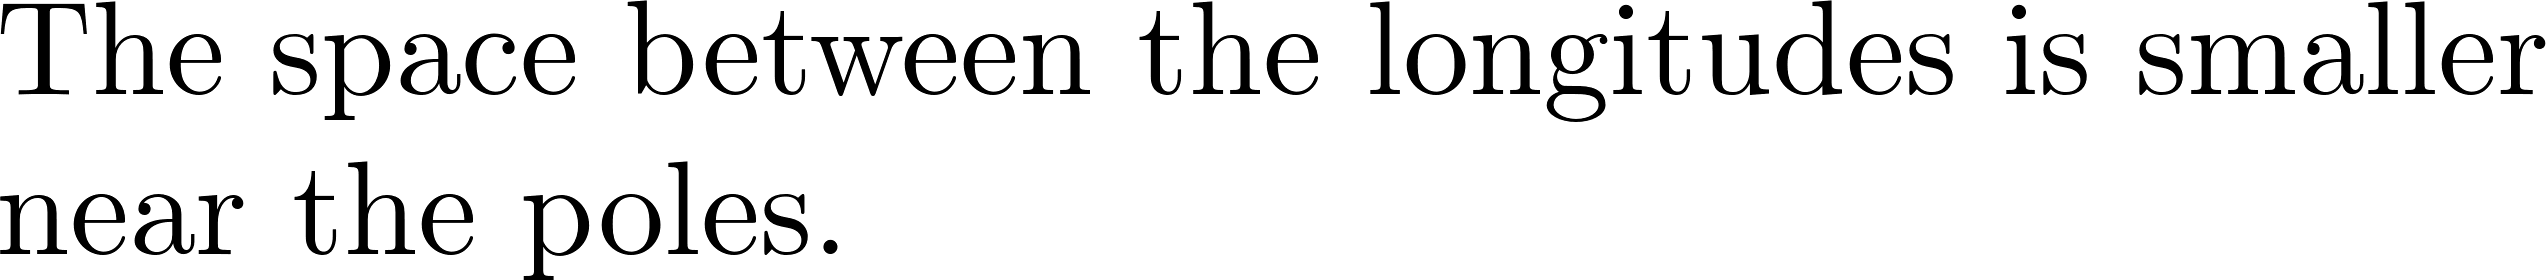 The space between the longitudes is smaller
near the poles.